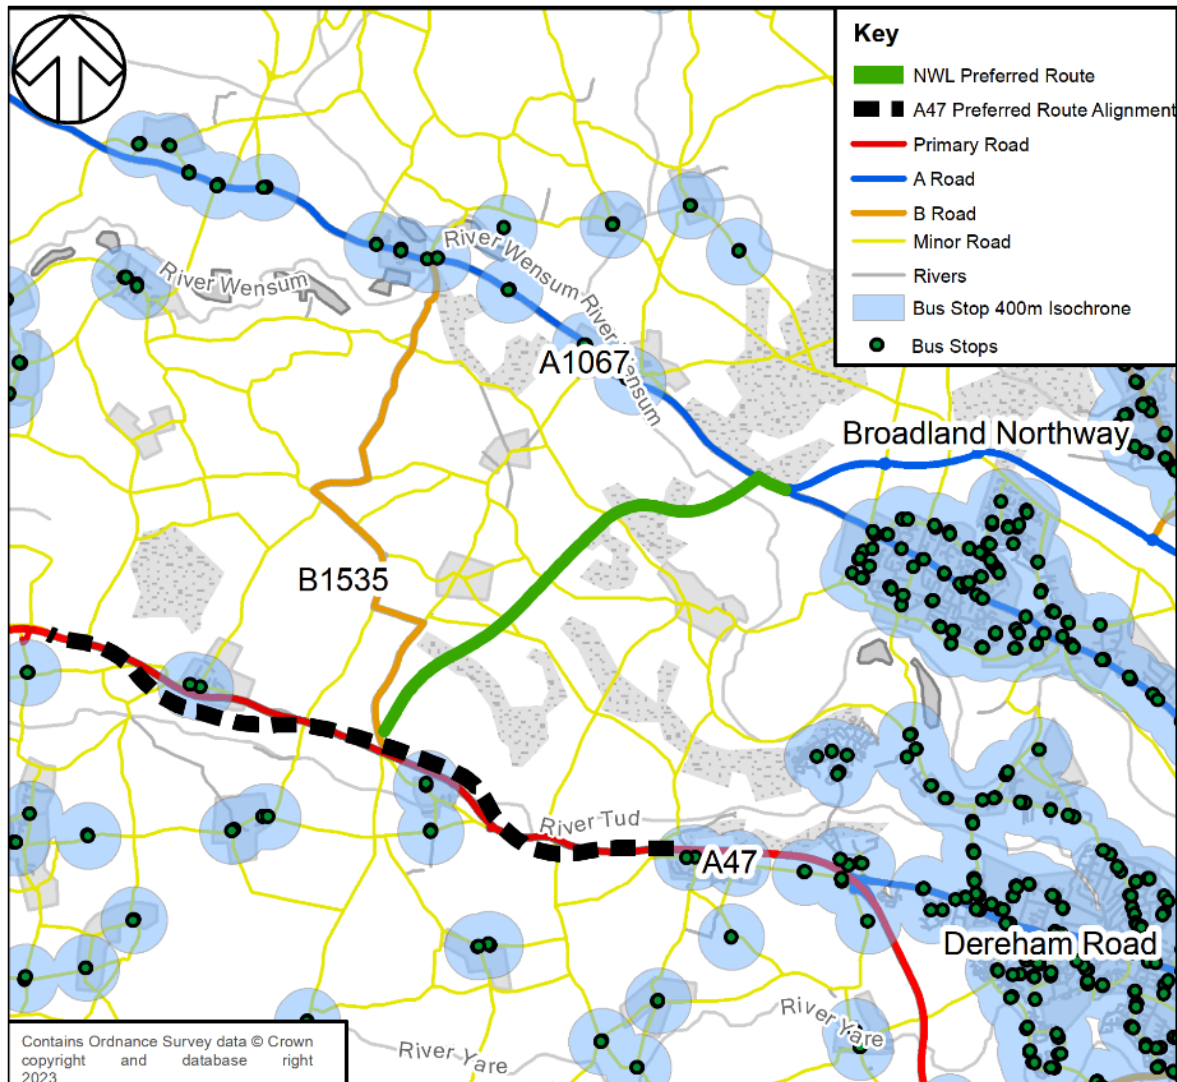 Key
NWL Preferred Route
A47 Preferred Route Alignment
Primary Road
A Road
B Road
Minor Road
Rivers
Bus Stop 400m Isochrone
Bus Stops
River Wensum
River Wensum
River Wensum
A1067
Broadland Northway
B1535
River Tud
A47
Dereham Road
River Yare
River Yare
Contains Ordnance Survey data © Crown
copyright and database right
2023